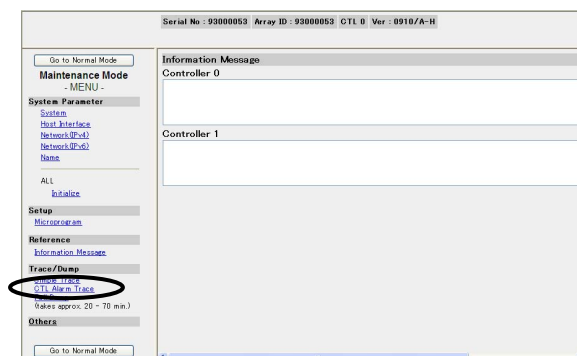 Serial No : 93000053 Array ID : 93000053 CTL 0 Ver : 0910/A-H
Go to Normal Mode
Maintenance Mode
- MENU -
System Parameter
System
Host Interface
Network(IPv4)
Network(IPv6)
Name
ALL
Initialize
Setup
Microprogram
Reference
Information Message
Trace/Dump
Simple Trace
CTL Alarm Trace
(takes approx. 20 - 70 min.)
Others
Go to Normal Mode
Information Message
Controller 0
Controller 1